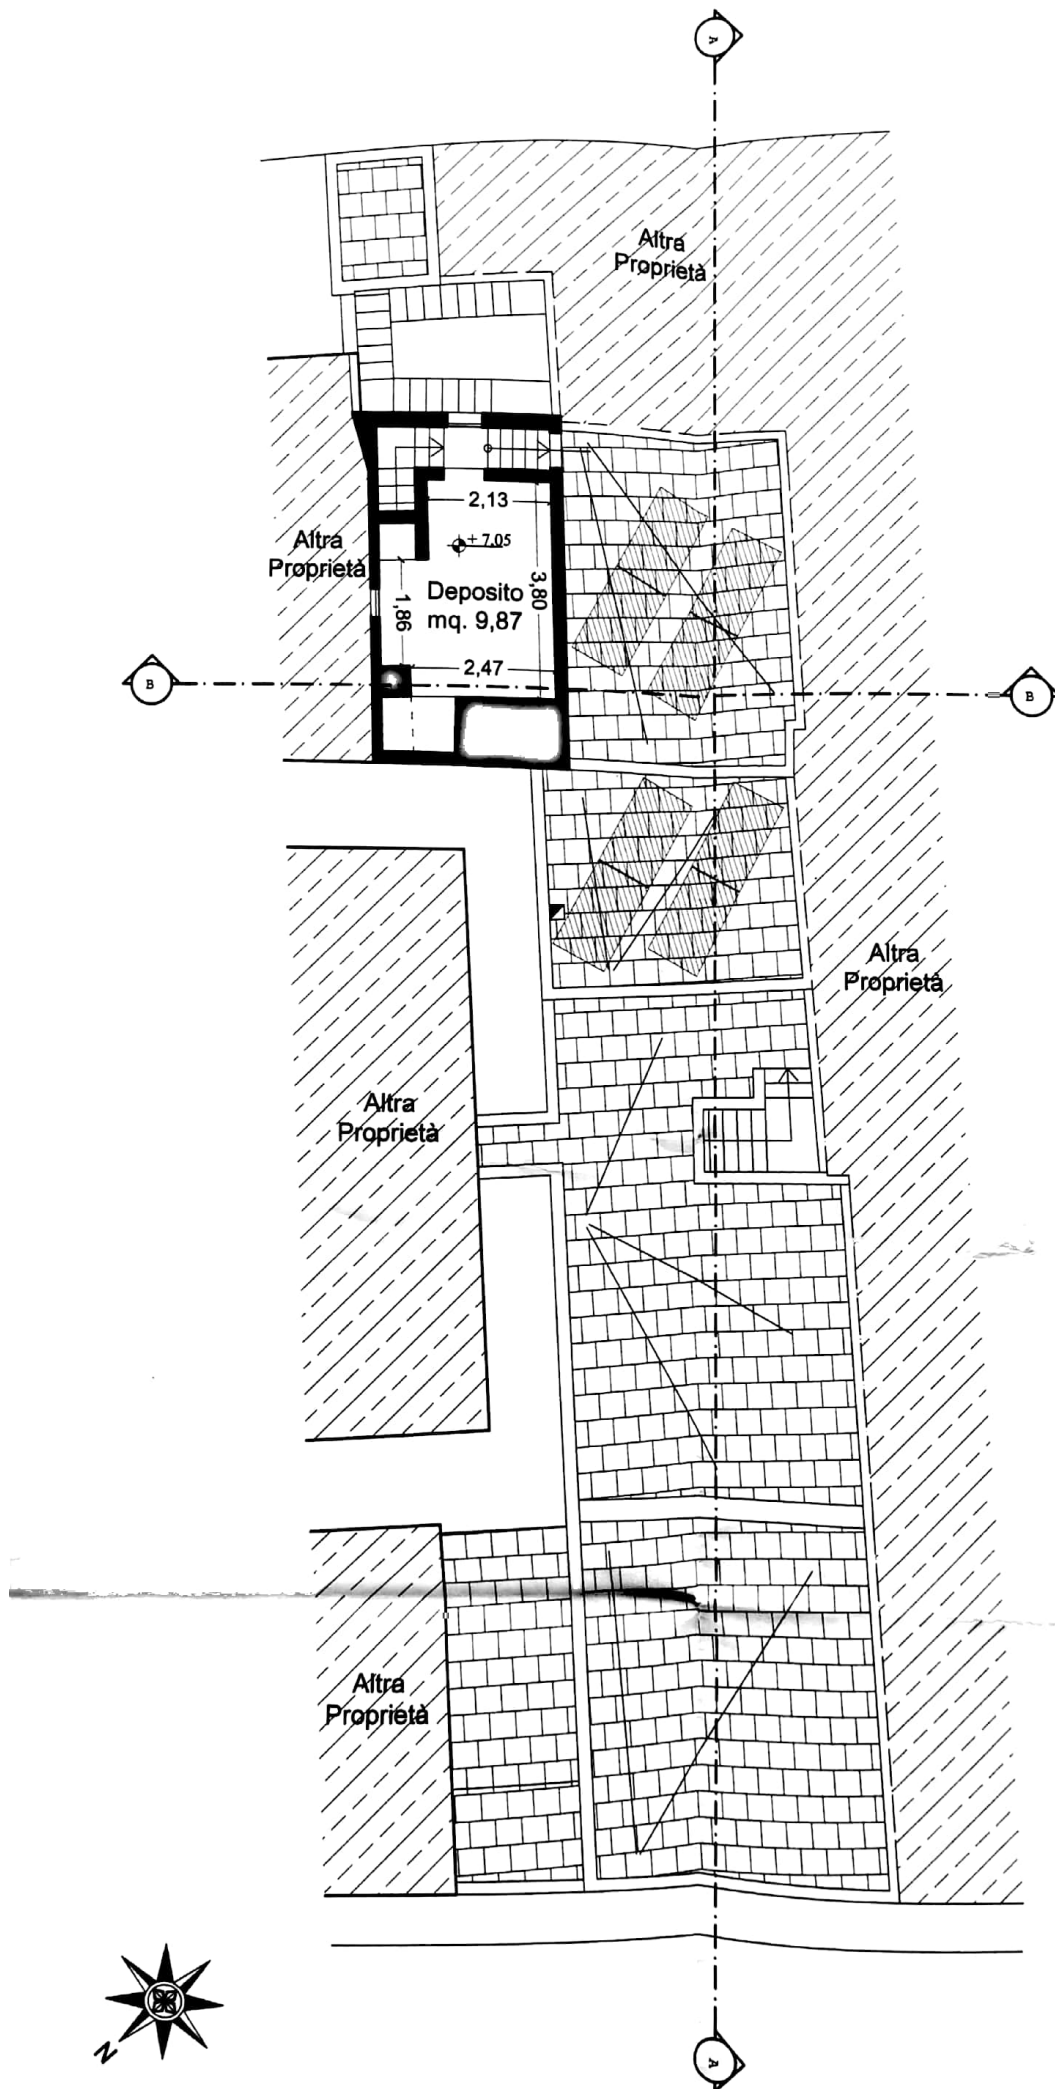 A
Altra
Proprietà
2,13
+ 7.05
Altra
Proprietà
3,80
Deposito
mq. 9,87
1,86
2,47
B
B
Altra
Proprietà
Altra
Proprietà
Altra
Proprietà
N
A